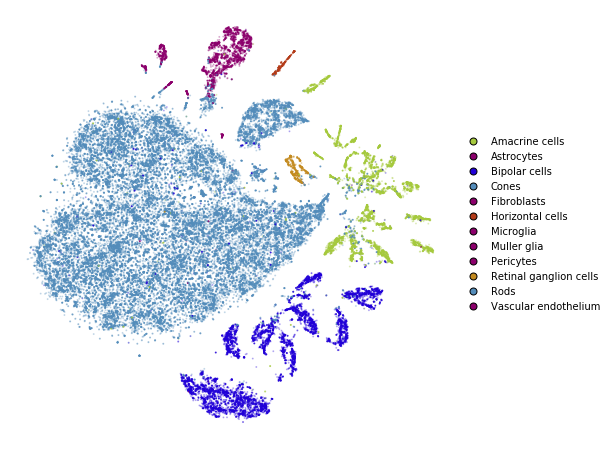 Amacrine cells
Astrocytes
Bipolar cells
Cones
Fibroblasts
Horizontal cells
Microglia
Muller glia
Pericytes
Retinal ganglion cells
Rods
Vascular endothelium